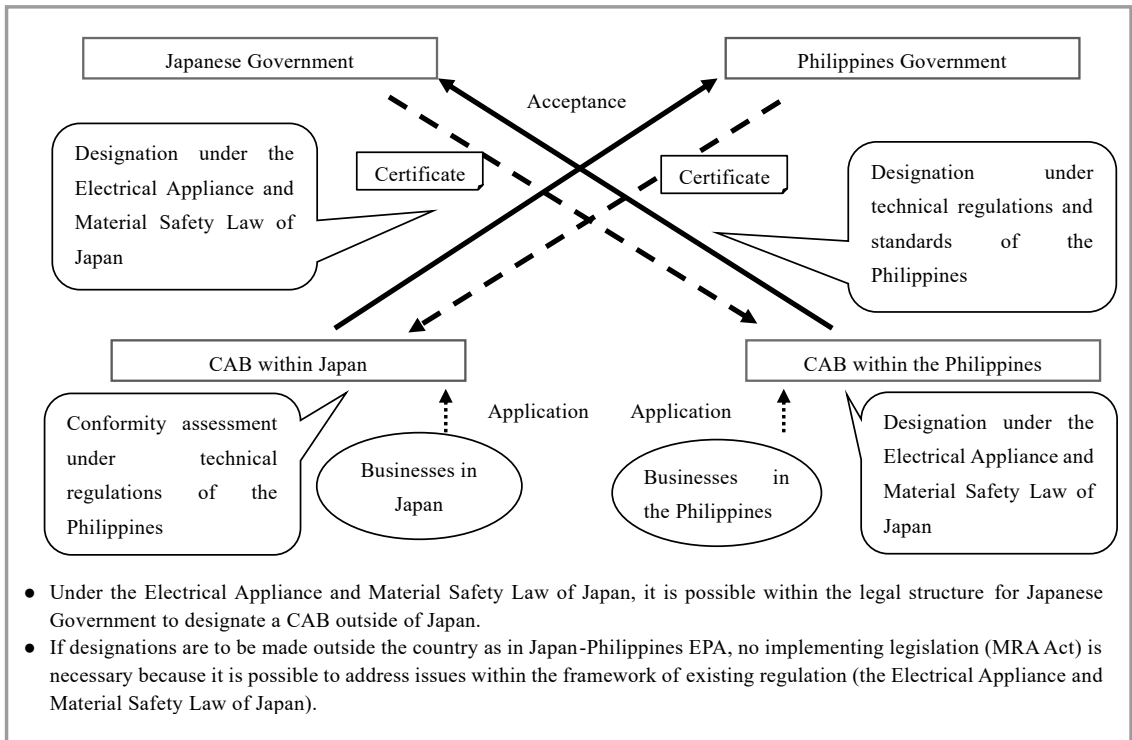 Japanese Government
Philippines Government
Acceptance
Designation under the
Electrical Appliance and
Material Safety Law of
Japan
Certificate
Certificate
Designation under
technical regulations and
standards of the
Philippines
CAB within Japan
CAB within the Philippines
Conformity assessment
under technical
regulations of the
Philippines
Application
Application
Businesses in
Japan
Businesses in
the Philippines
Designation under the
Electrical Appliance and
Material Safety Law of
Japan
● Under the Electrical Appliance and Material Safety Law of Japan, it is possible within the legal structure for Japanese
Government to designate a CAB outside of Japan.
● If designations are to be made outside the country as in Japan-Philippines EPA, no implementing legislation (MRA Act) is
necessary because it is possible to address issues within the framework of existing regulation (the Electrical Appliance and
Material Safety Law of Japan).